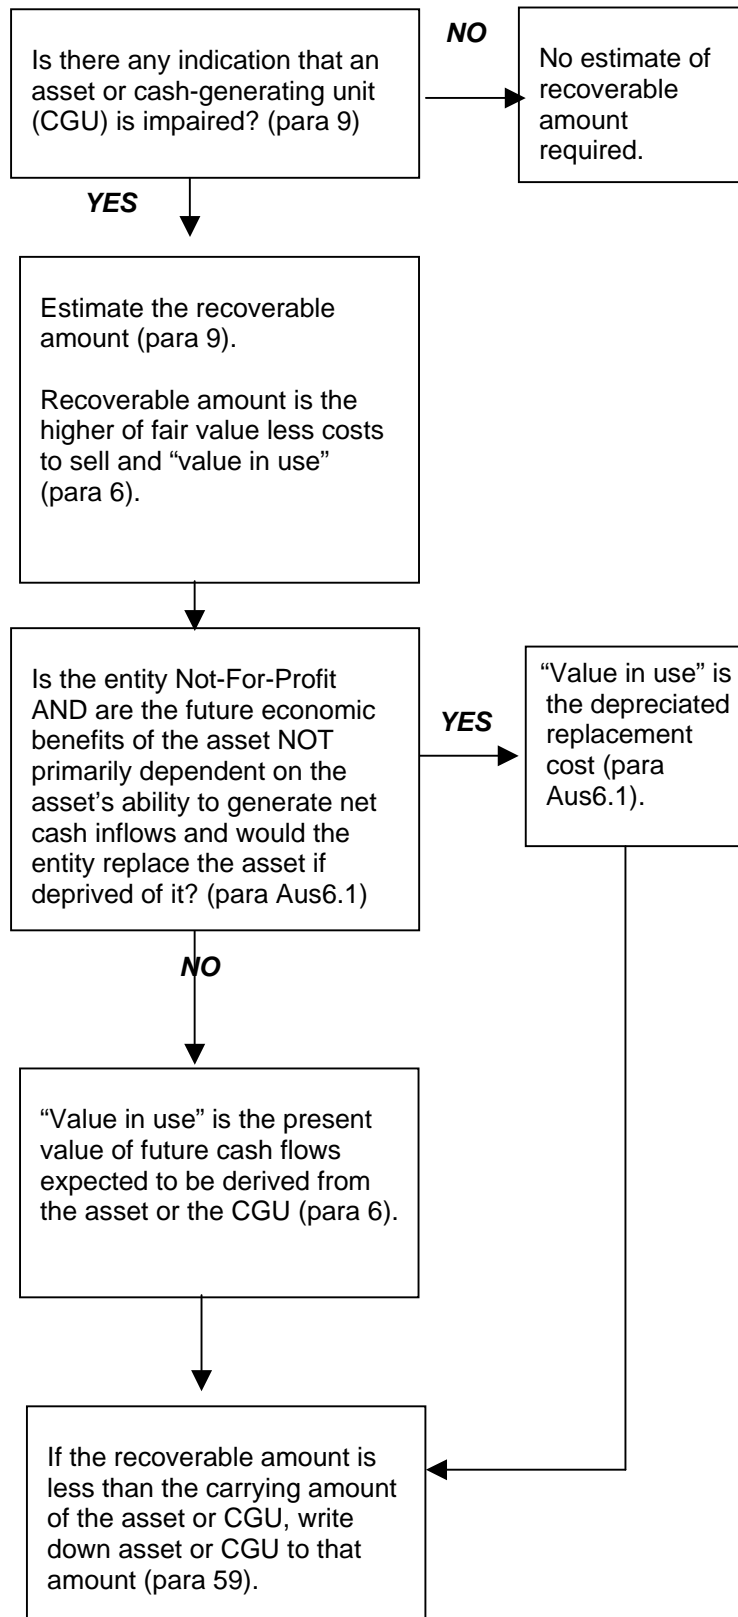 Is there any indication that an
asset or cash-generating unit
(CGU) is impaired? (para 9)
NO
No estimate of
recoverable
amount
required.
YES
Estimate the recoverable
amount (para 9).
Recoverable amount is the
higher of fair value less costs
to sell and “value in use”
(para 6).
Is the entity Not-For-Profit
AND are the future economic
benefits of the asset NOT
primarily dependent on the
asset’s ability to generate net
cash inflows and would the
entity replace the asset if
deprived of it? (para Aus6.1)
YES
“Value in use” is
the depreciated
replacement
cost (para
Aus6.1).
NO
“Value in use” is the present
value of future cash flows
expected to be derived from
the asset or the CGU (para 6).
If the recoverable amount is
less than the carrying amount
of the asset or CGU, write
down asset or CGU to that
amount (para 59).